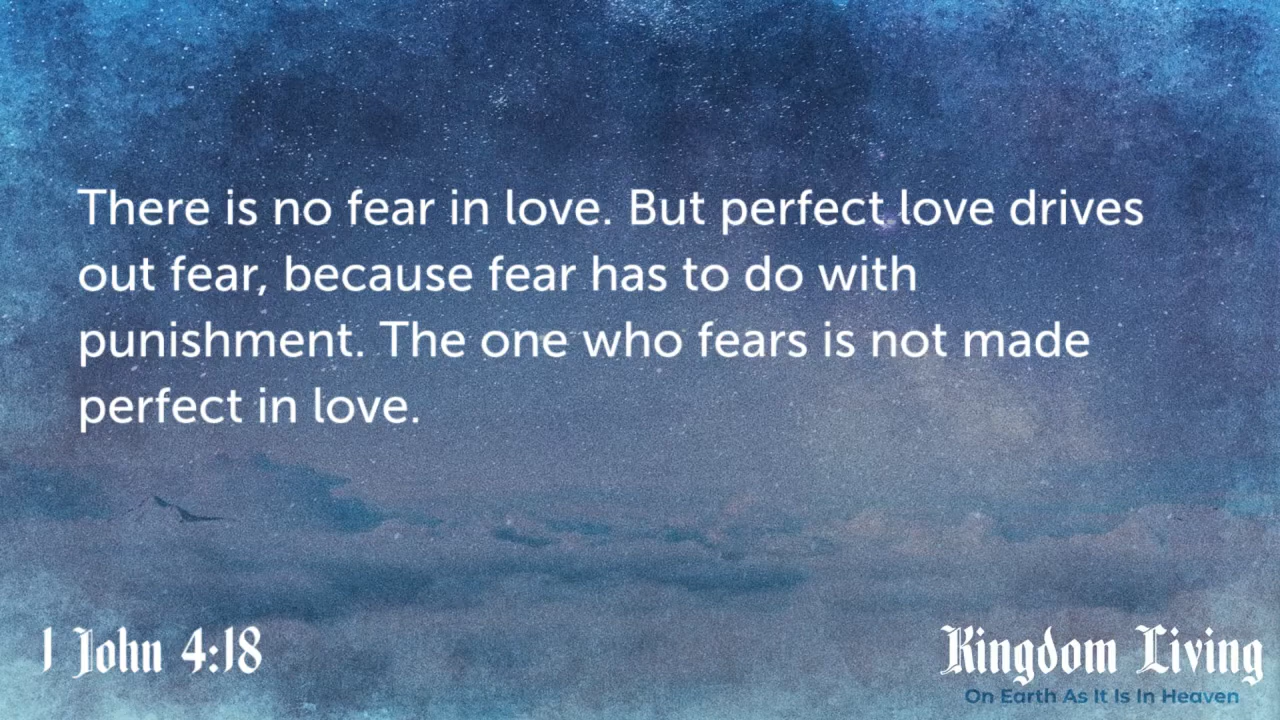 There is no fear in love. But perfect love drives
out fear, because fear has to do with
punishment. The one who fears is not made
perfect in love.
1 John 4:18
Kingdom Living
On Earth As It Is In Heaven